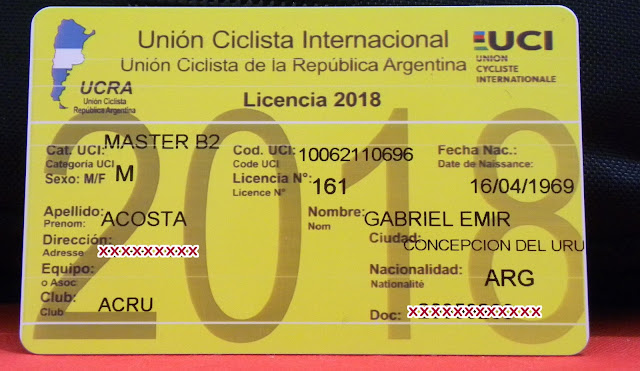 Unión Ciclista Internacional
Unión Ciclista de la República Argentina
UCI
UNION
CYCLISTE
INTERNATIONALE
UCRA
Unión Ciclista
República Argentina
Licencia 2018
2018
Cat. UCI: MASTER B2
Categoría UCI
Sexo: M/F M
Cod. UCI: 10062110696
Code UCI
Licencia N°: 161
Licence N°
Fecha Nac.:
Date de Naissance:
16/04/1969
Apellido: ACOSTA
Prenom:
Nombre: GABRIEL EMIR
Nom
Dirección:
Adresse
xxxxxxxxx
Ciudad:
CONCEPCION DEL URU
Equipo:
o Asoc
Nacionalidad: ARG
Nationalité
Club: ACRU
Club
Doc: xxxxxxxxxxxx